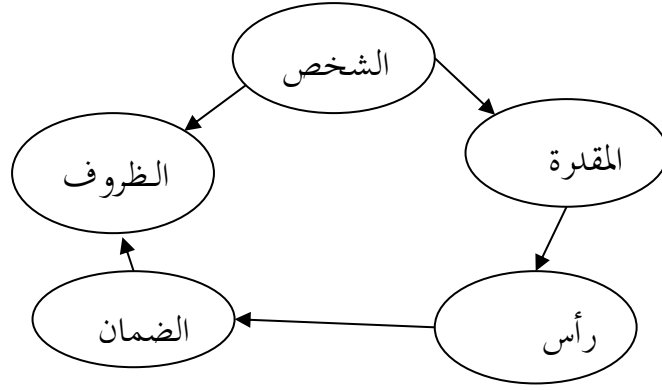 الشخص
المقدرة
الظروف
الضمان
رأس